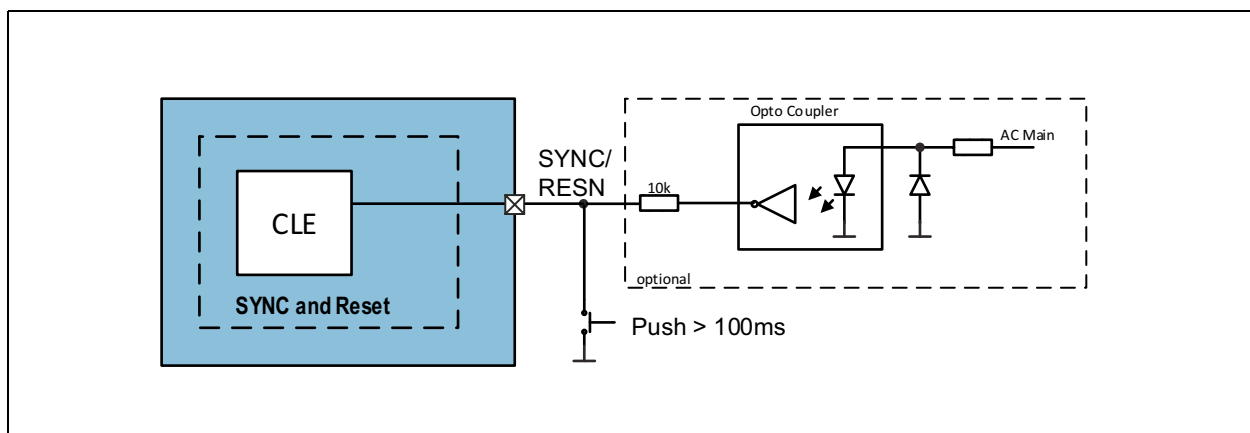 Opto Coupler
AC Main
SYNC/
RESN
10k
CLE
optional
SYNC and Reset
Push > 100ms